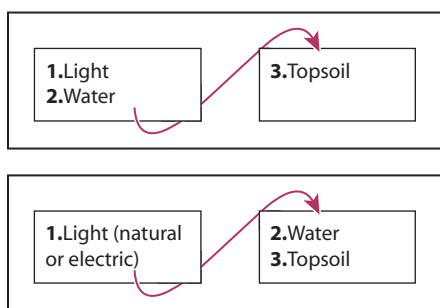 1.Light
2.Water
3.Topsoil
1.Light (natural
or electric)
2.Water
3.Topsoil